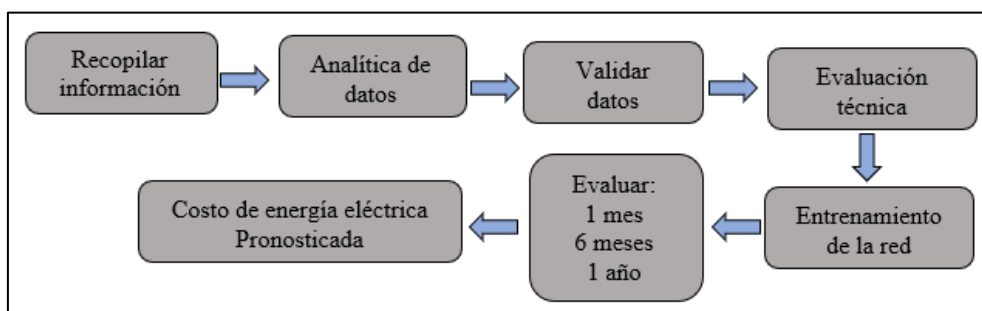 Recopilar
información
Analítica de
datos
Validar
datos
Evaluación
técnica
Entrenamiento
de la red
Evaluar:
1 mes
6 meses
1 año
Costo de energía eléctrica
Pronosticada